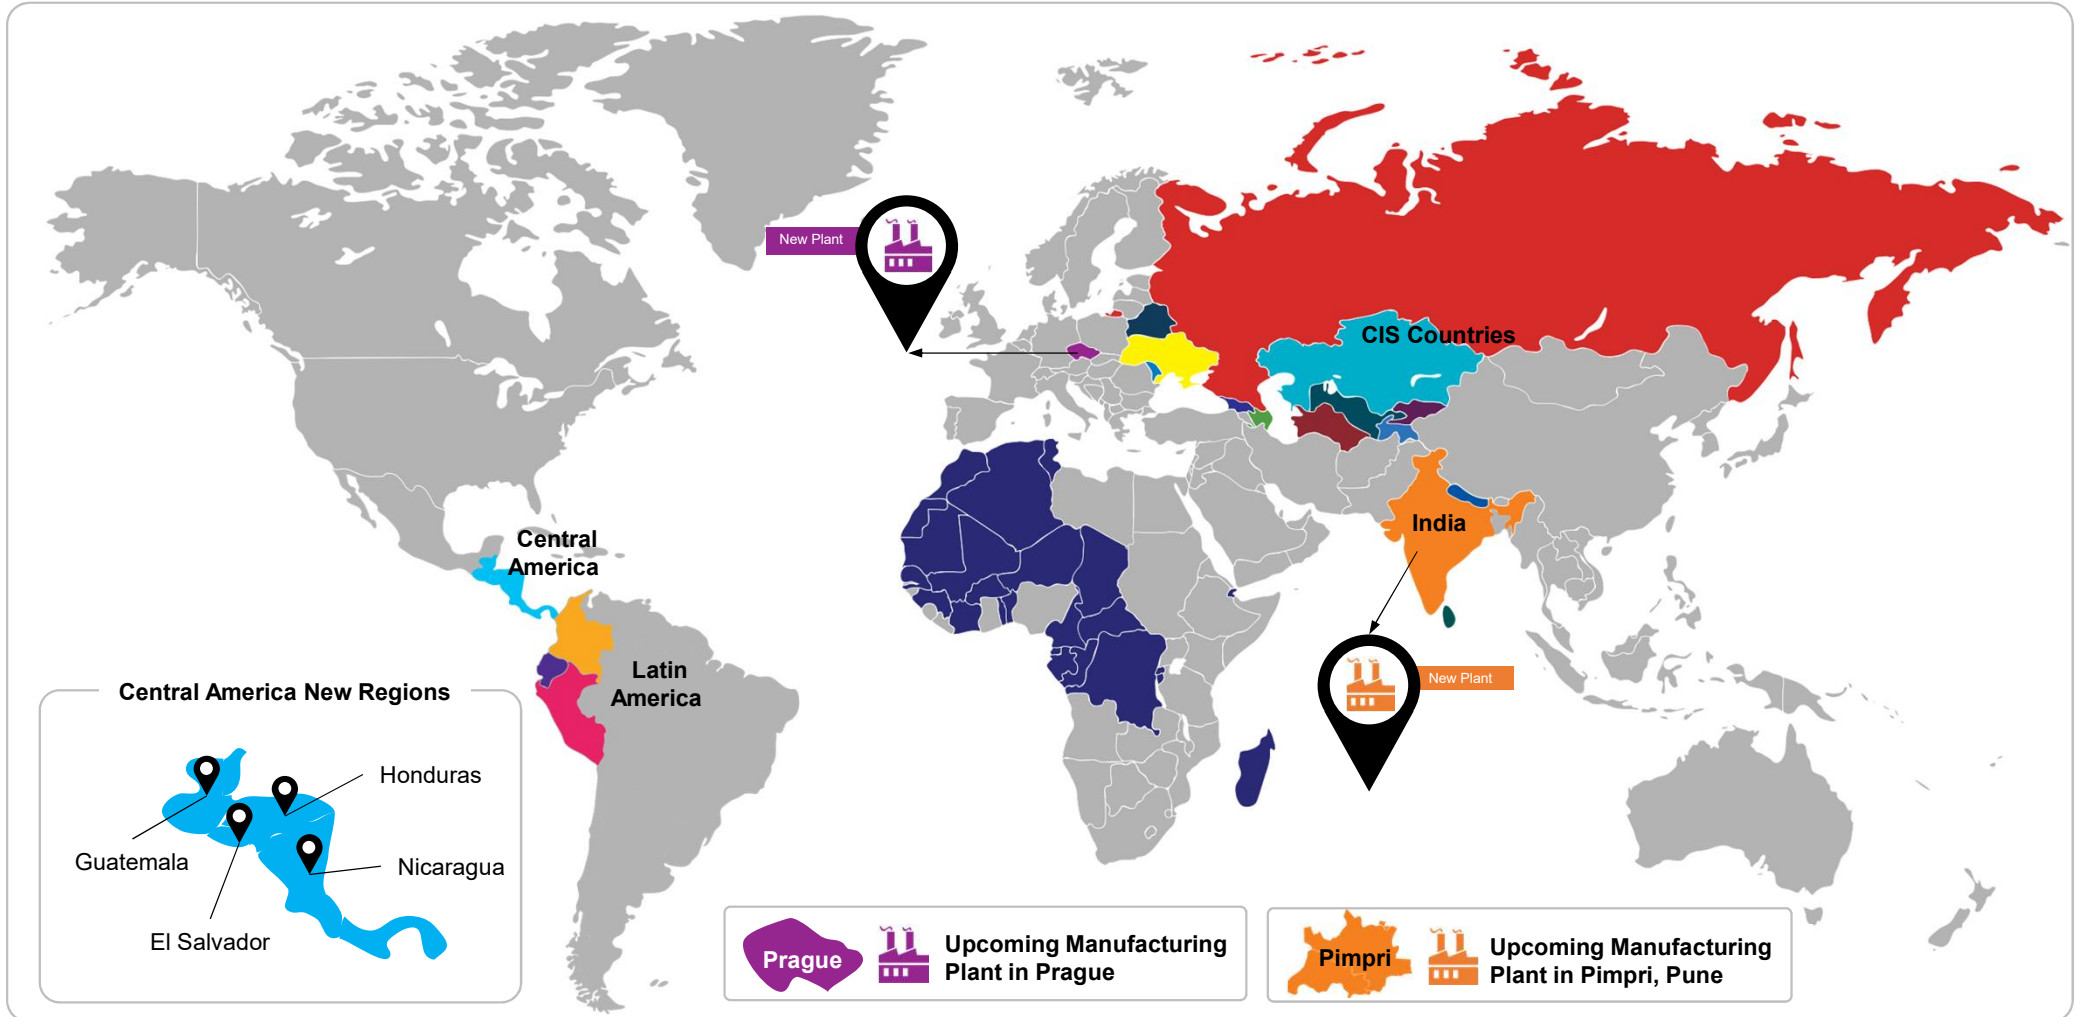 New Plant
CIS Countries
India
Central
America
Latin
America
New Plant
Central America New Regions
Honduras
Guatemala
Nicaragua
El Salvador
Prague
Upcoming Manufacturing
Plant in Prague
Pimpri
Upcoming Manufacturing
Plant in Pimpri, Pune